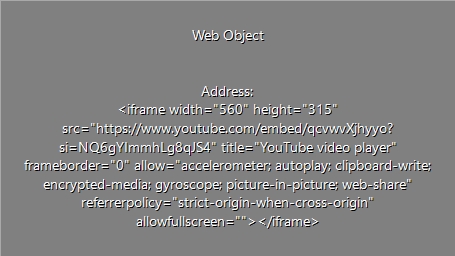 Web Object
Address:
<iframe width="560" height="315"
src="https://www.youtube.com/embed/qcvwvXjhyyo?
si=NQ6gYImmhLg8qJS4" title="YouTube video player"
frameborder="0" allow="accelerometer; autoplay; clipboard-write;
encrypted-media; gyroscope; picture-in-picture; web-share"
referrerpolicy="strict-origin-when-cross-origin"
allowfullscreen=""></iframe>